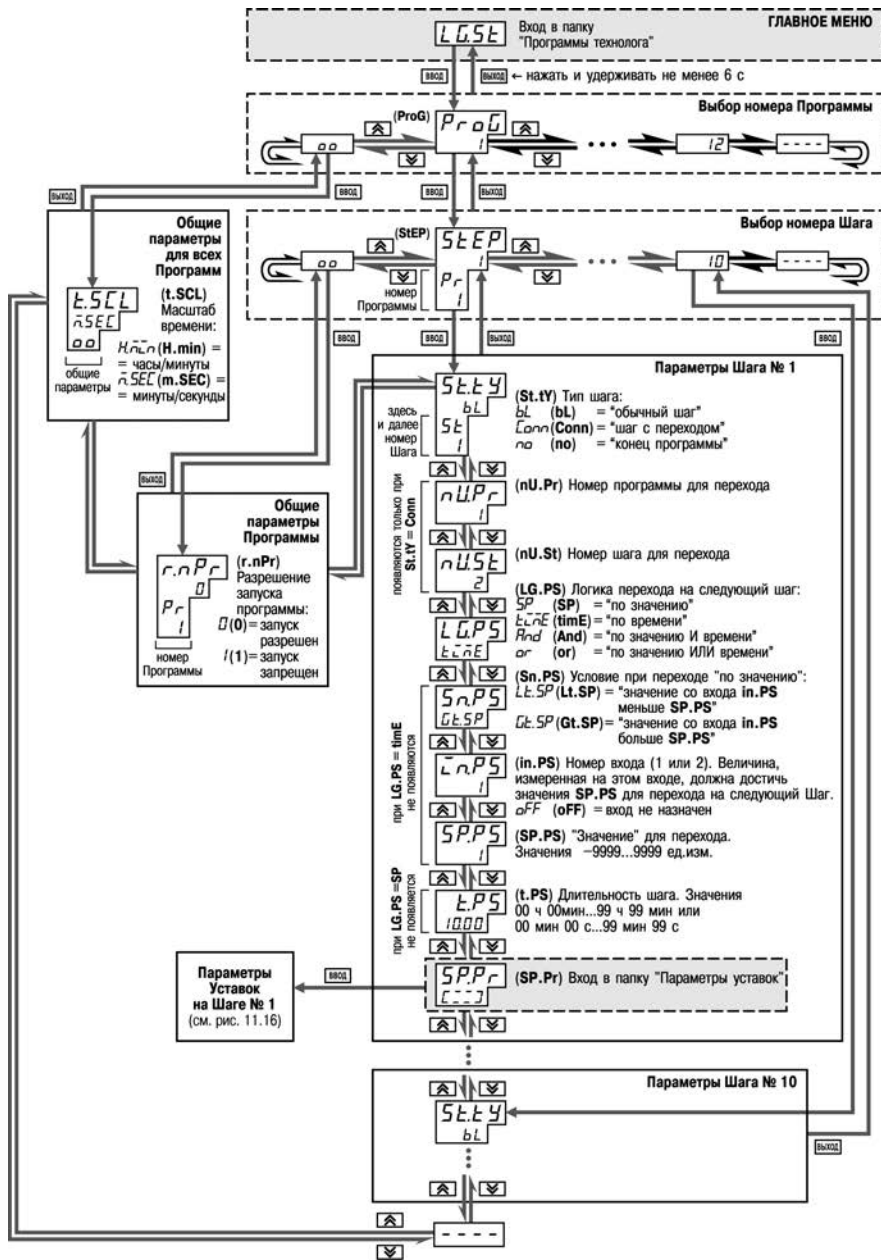 ГЛАВНОЕ МЕНЮ
LG.St
Вход в папку
"Программы технолога"
ВВОД
ВЫХОД ← нажать и удерживать не менее 6 с
Выбор номера Программы
(ProG)
oo
ProG
1
• • •
12
- - - -
ВЫХОД
ВВОД
ВВОД
ВЫХОД
Выбор номера Шага
(StEP)
oo
StEP
1
Pr
1
номер
Программы
• • •
10
- - - -
ВВОД
ВВОД
ВЫХОД
ВВОД
Общие
параметры
для всех
Программ
t.SCL
m.SEC
oo
общие
параметры
(t.SCL)
Масштаб
времени:
H.min (H.min) =
= часы/минуты
m.SEC (m.SEC) =
= минуты/секунды
ВЫХОД
Общие
параметры
Программы
r.nPr
0
Pr
1
номер
Программы
(r.nPr)
Разрешение
запуска
программы:
0 (0) = запуск
разрешен
1 (1) = запуск
запрещен
Параметры Шага № 1
St.tY
bL
St
1
здесь
и далее
номер
Шага
(St.tY) Тип шага:
bL (bL) = “обычный шаг”
Conn (Conn) = “шаг с переходом”
no (no) = “конец программы”
появляются только при
St.tY = Conn
nU.Pr
1
(nU.Pr) Номер программы для перехода
nU.St
2
(nU.St) Номер шага для перехода
LG.PS
timE
(LG.PS) Логика перехода на следующий шаг:
SP (SP) = “по значению”
timE (timE) = “по времени”
And (And) = “по значению И времени”
or (or) = “по значению ИЛИ времени”
при LG.PS = timE
не появляются
Sn.PS
Gt.SP
(Sn.PS) Условие при переходе "по значению":
Lt.SP (Lt.SP) = “значение со входа in.PS
меньше SP.PS”
Gt.SP (Gt.SP) = “значение со входа in.PS
больше SP.PS”
in.PS
1
(in.PS) Номер входа (1 или 2). Величина,
измеренная на этом входе, должна достичь
значения SP.PS для перехода на следующий Шаг.
oFF (oFF) = вход не назначен
SP.PS
1
(SP.PS) "Значение" для перехода.
Значения −9999...9999 ед.изм.
при LG.PS =SP
не появляется
t.PS
10.00
(t.PS) Длительность шага. Значения
00 ч 00мин...99 ч 99 мин или
00 мин 00 с...99 мин 99 с
SP.Pr
[---]
(SP.Pr) Вход в папку "Параметры уставок"
ВВОД
Параметры
Уставок
на Шаге № 1
(см. рис. 11.16)
Параметры Шага № 10
St.tY
bL
ВЫХОД
- - - -